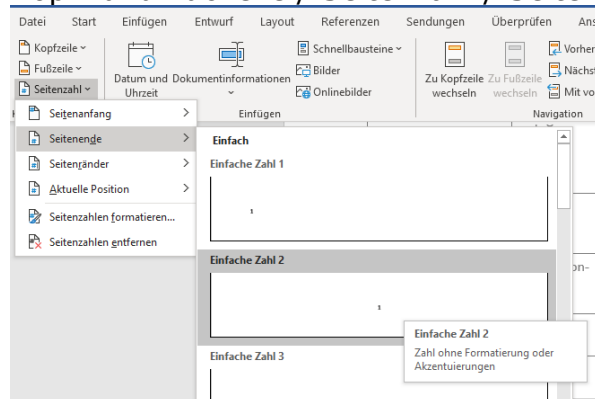 Datei Start Einfügen Entwurf Layout Referenzen Sendungen Überprüfen
Kopfzeile
Fußzeile
Seitenzahl
Datum und Uhrzeit
Dokumentinformationen
Schnellbausteine
Bilder
Onlinebilder
Einfügen
Zu Kopfzeile wechseln
Zu Fußzeile wechseln
Navigation
Seitenanfang
Seitenende
Seitenränder
Aktuelle Position
Seitenzahlen formatieren...
Seitenzahlen entfernen
Einfach
Einfache Zahl 1
1
Einfache Zahl 2
1
Einfache Zahl 2
Zahl ohne Formatierung oder
Akzentuierungen
Einfache Zahl 3